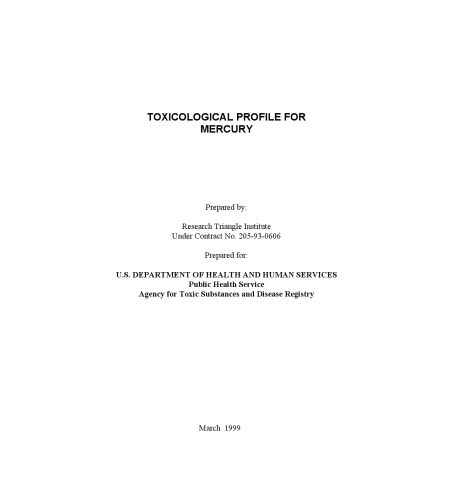 TOXICOLOGICAL PROFILE FOR
MERCURY
Prepared by:
Research Triangle Institute
Under Contract No. 205-93-0606
Prepared for:
U.S. DEPARTMENT OF HEALTH AND HUMAN SERVICES
Public Health Service
Agency for Toxic Substances and Disease Registry
March 1999